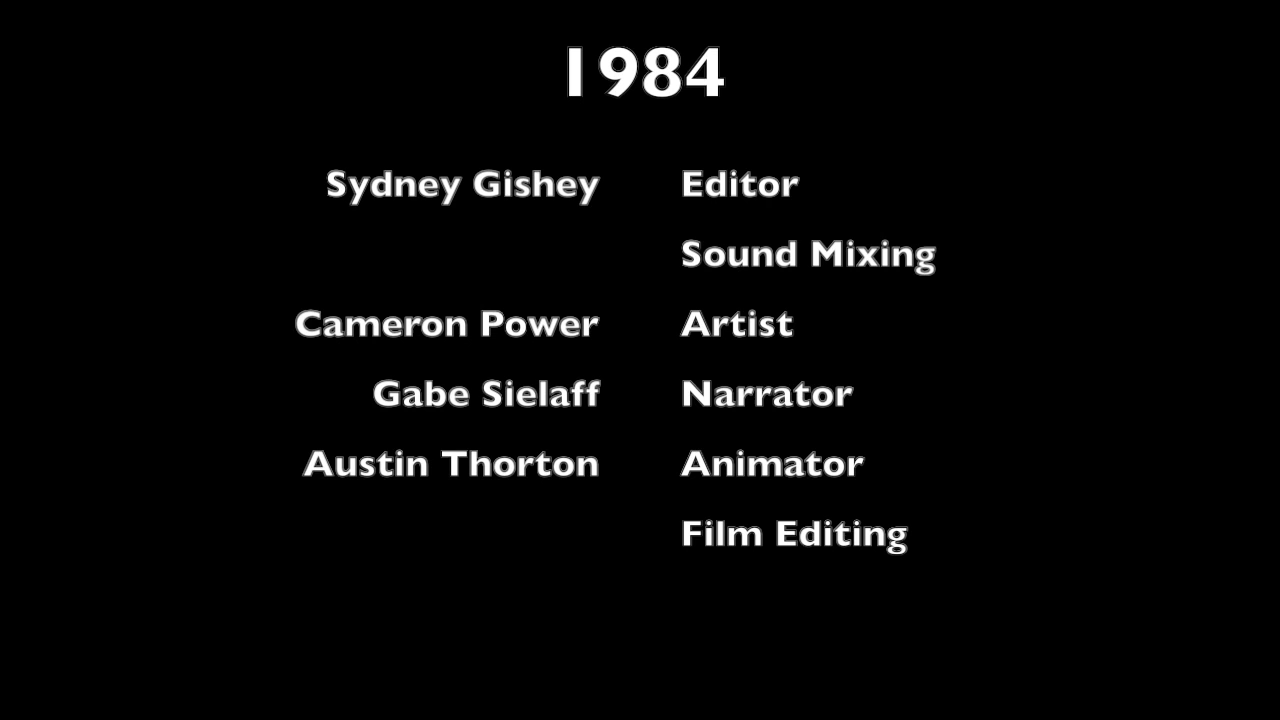 1984
Sydney Gishey Editor
Sound Mixing
Cameron Power Artist
Gabe Sielaff Narrator
Austin Thorton Animator
Film Editing